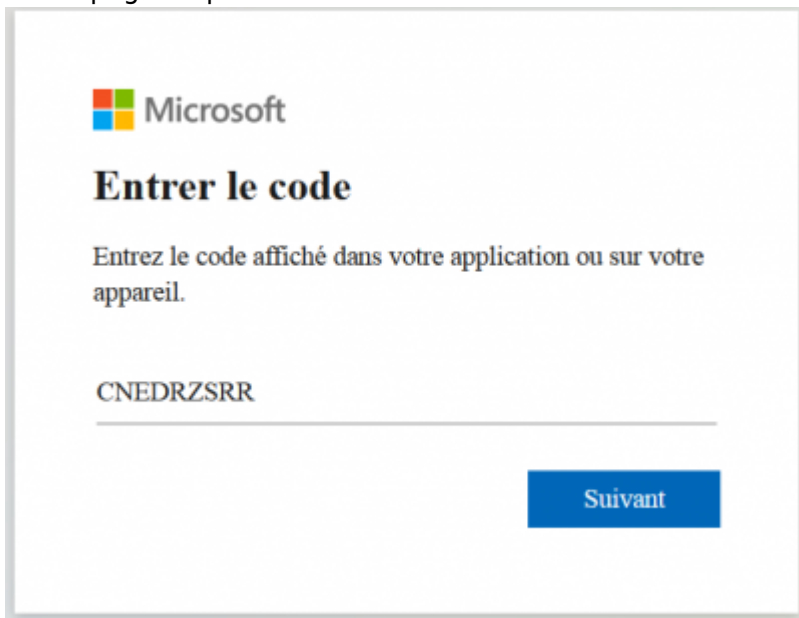 Microsoft
Entrer le code
Entrez le code affiché dans votre application ou sur votre
appareil.
CNEDRZSRR
Suivant